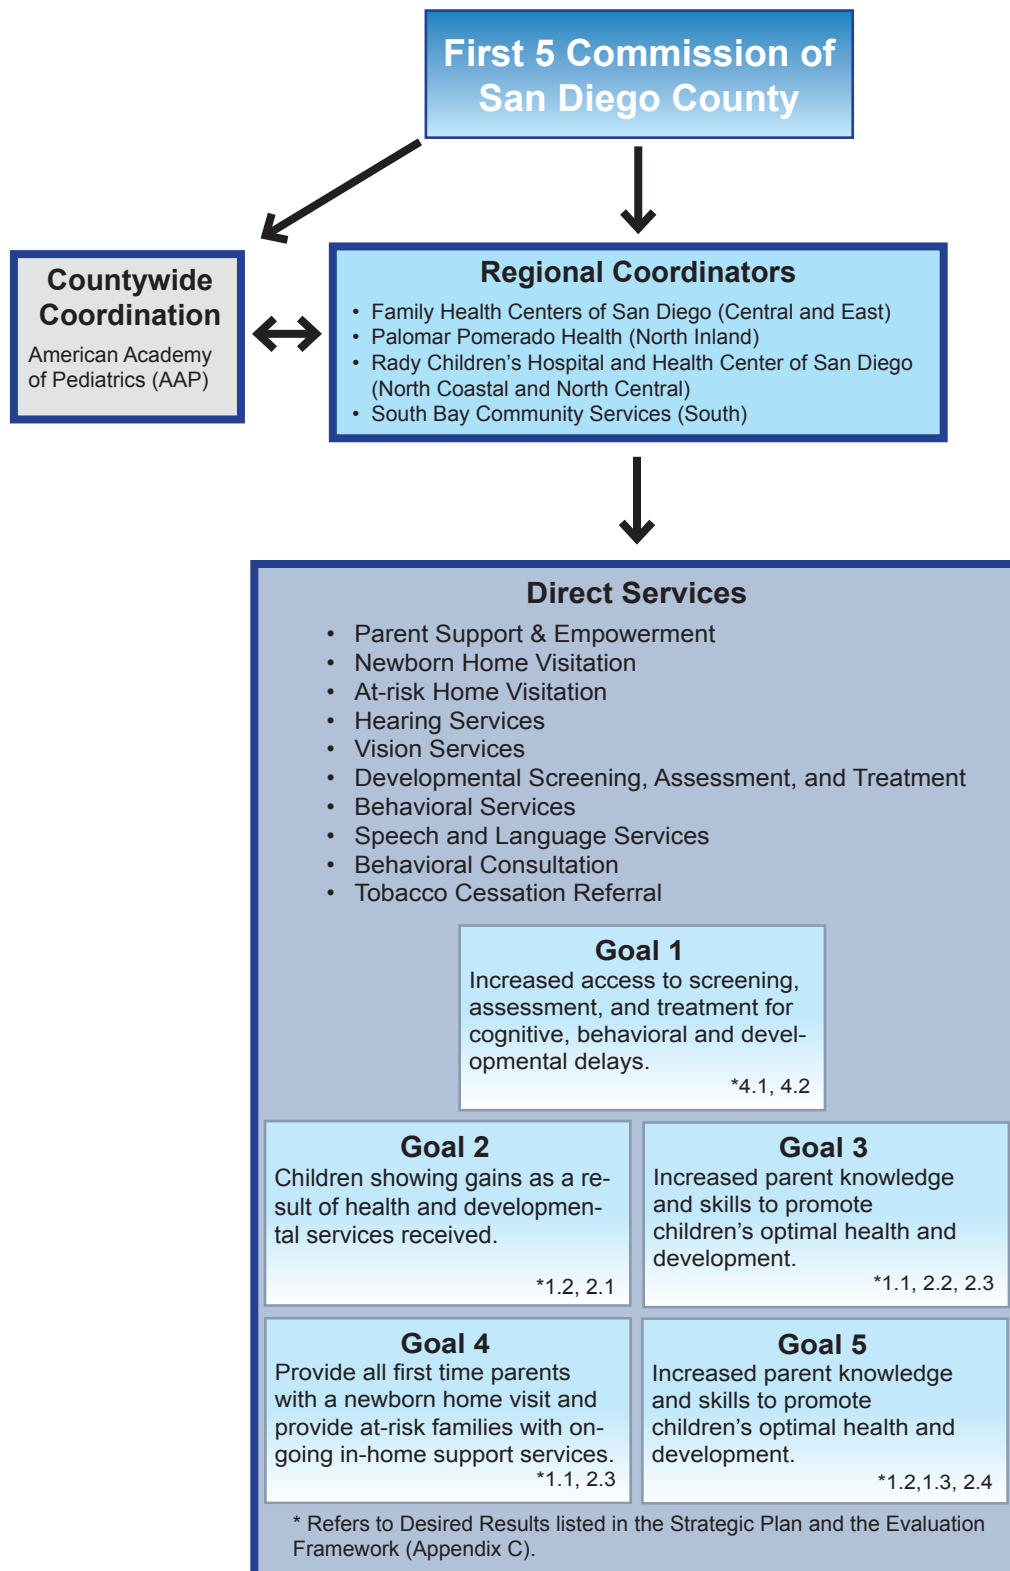 First 5 Commission of
San Diego County
Countywide
Coordination
American Academy
of Pediatrics (AAP)
Regional Coordinators
• Family Health Centers of San Diego (Central and East)
• Palomar Pomerado Health (North Inland)
• Rady Children's Hospital and Health Center of San Diego
(North Coastal and North Central)
• South Bay Community Services (South)
Direct Services
• Parent Support & Empowerment
• Newborn Home Visitation
• At-risk Home Visitation
• Hearing Services
• Vision Services
• Developmental Screening, Assessment, and Treatment
• Behavioral Services
• Speech and Language Services
• Behavioral Consultation
• Tobacco Cessation Referral
Goal 1
Increased access to screening,
assessment, and treatment for
cognitive, behavioral and devel-
opmental delays.
*4.1, 4.2
Goal 2
Children showing gains as a re-
sult of health and developmen-
tal services received.
*1.2, 2.1
Goal 3
Increased parent knowledge
and skills to promote
children's optimal health and
development.
*1.1, 2.2, 2.3
Goal 4
Provide all first time parents
with a newborn home visit and
provide at-risk families with on-
going in-home support services.
*1.1, 2.3
Goal 5
Increased parent knowledge
and skills to promote
children's optimal health and
development.
*1.2,1.3, 2.4
* Refers to Desired Results listed in the Strategic Plan and the Evaluation
Framework (Appendix C).